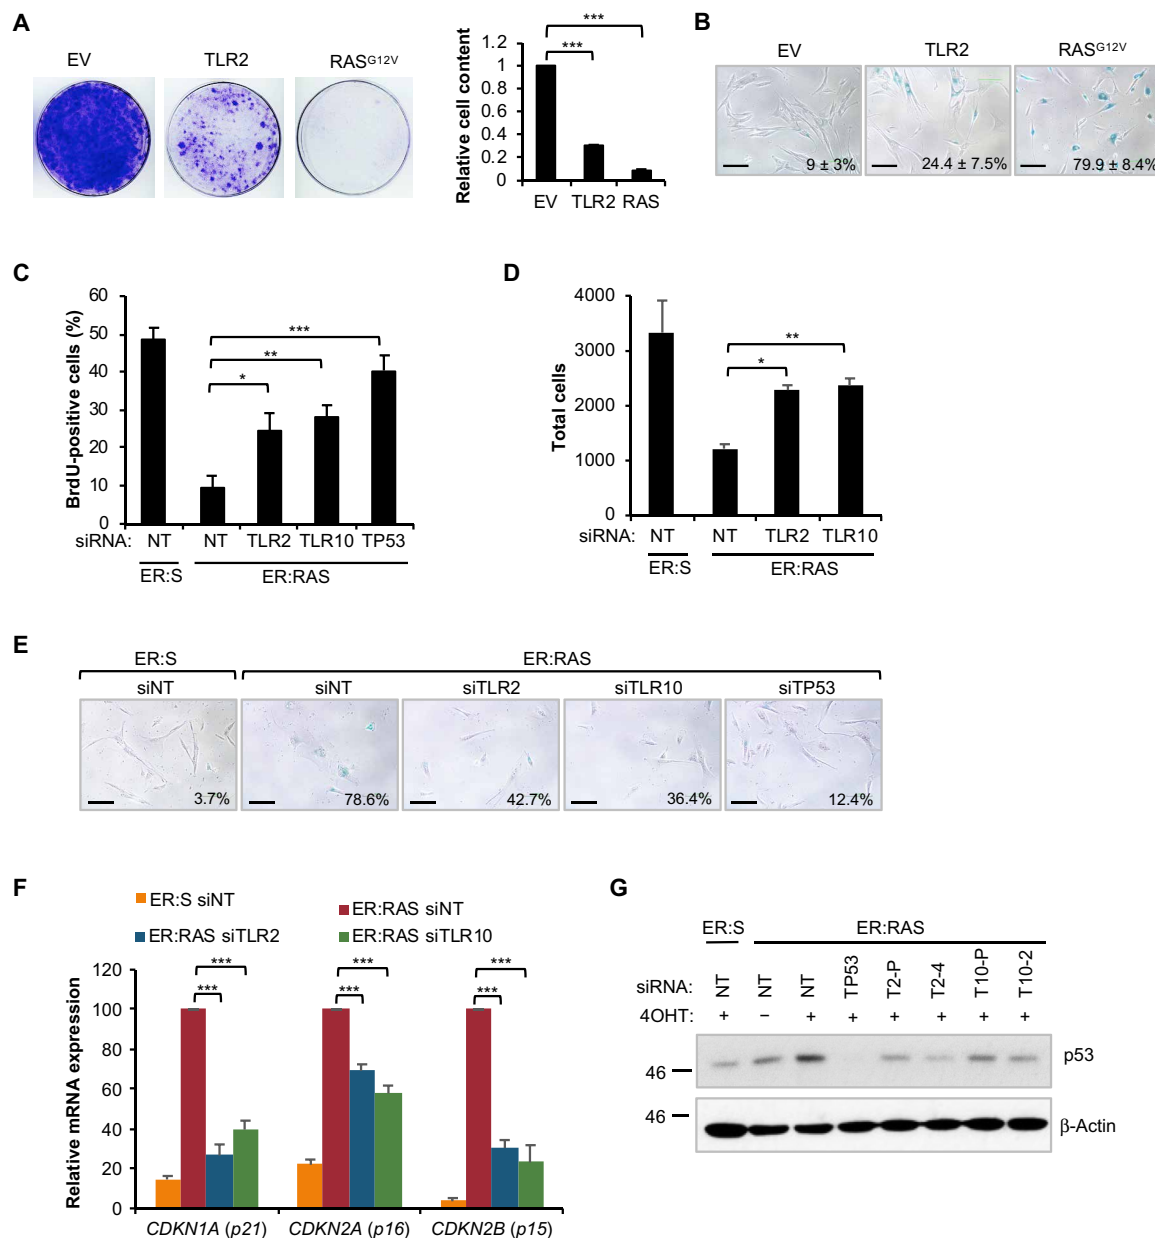 A
EV
TLR2
RASG12V
Relative cell content
1.2
1
0.8
0.6
0.4
0.2
0
***
***
EV TLR2 RAS
B
EV
TLR2
RASG12V
9 ± 3%
24.4 ± 7.5%
79.9 ± 8.4%
C
BrdU-positive cells (%)
60
50
40
30
20
10
0
***
**
*
siRNA: NT NT TLR2 TLR10 TP53
ER:S ER:RAS
D
Total cells
4000
3000
2000
1000
0
**
*
siRNA: NT NT TLR2 TLR10
ER:S ER:RAS
E
ER:S ER:RAS
siNT siNT siTLR2 siTLR10 siTP53
3.7% 78.6% 42.7% 36.4% 12.4%
F
ER:S siNT
ER:RAS siNT
ER:RAS siTLR2
ER:RAS siTLR10
Relative mRNA expression
120
100
80
60
40
20
0
*** *** ***
*** *** ***
CDKN1A (p21) CDKN2A (p16) CDKN2B (p15)
G
ER:S ER:RAS
siRNA: NT NT NT TP53 T2-P T2-4 T10-P T10-2
4OHT: + − + + + + + +
46
p53
46
β-Actin